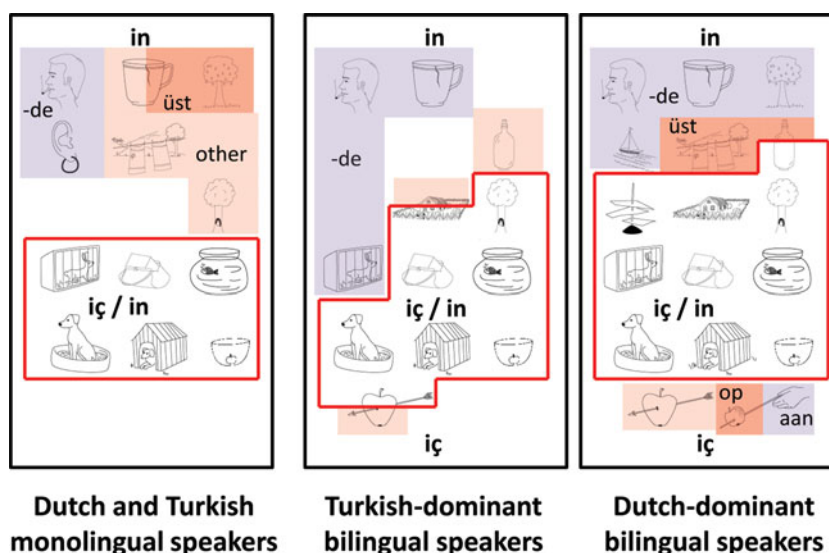 in
-de
üst
other
iç / in
Dutch and Turkish
monolingual speakers
in
-de
iç / in
iç
Turkish-dominant
bilingual speakers
in
-de
üst
iç / in
op
aan
iç
Dutch-dominant
bilingual speakers